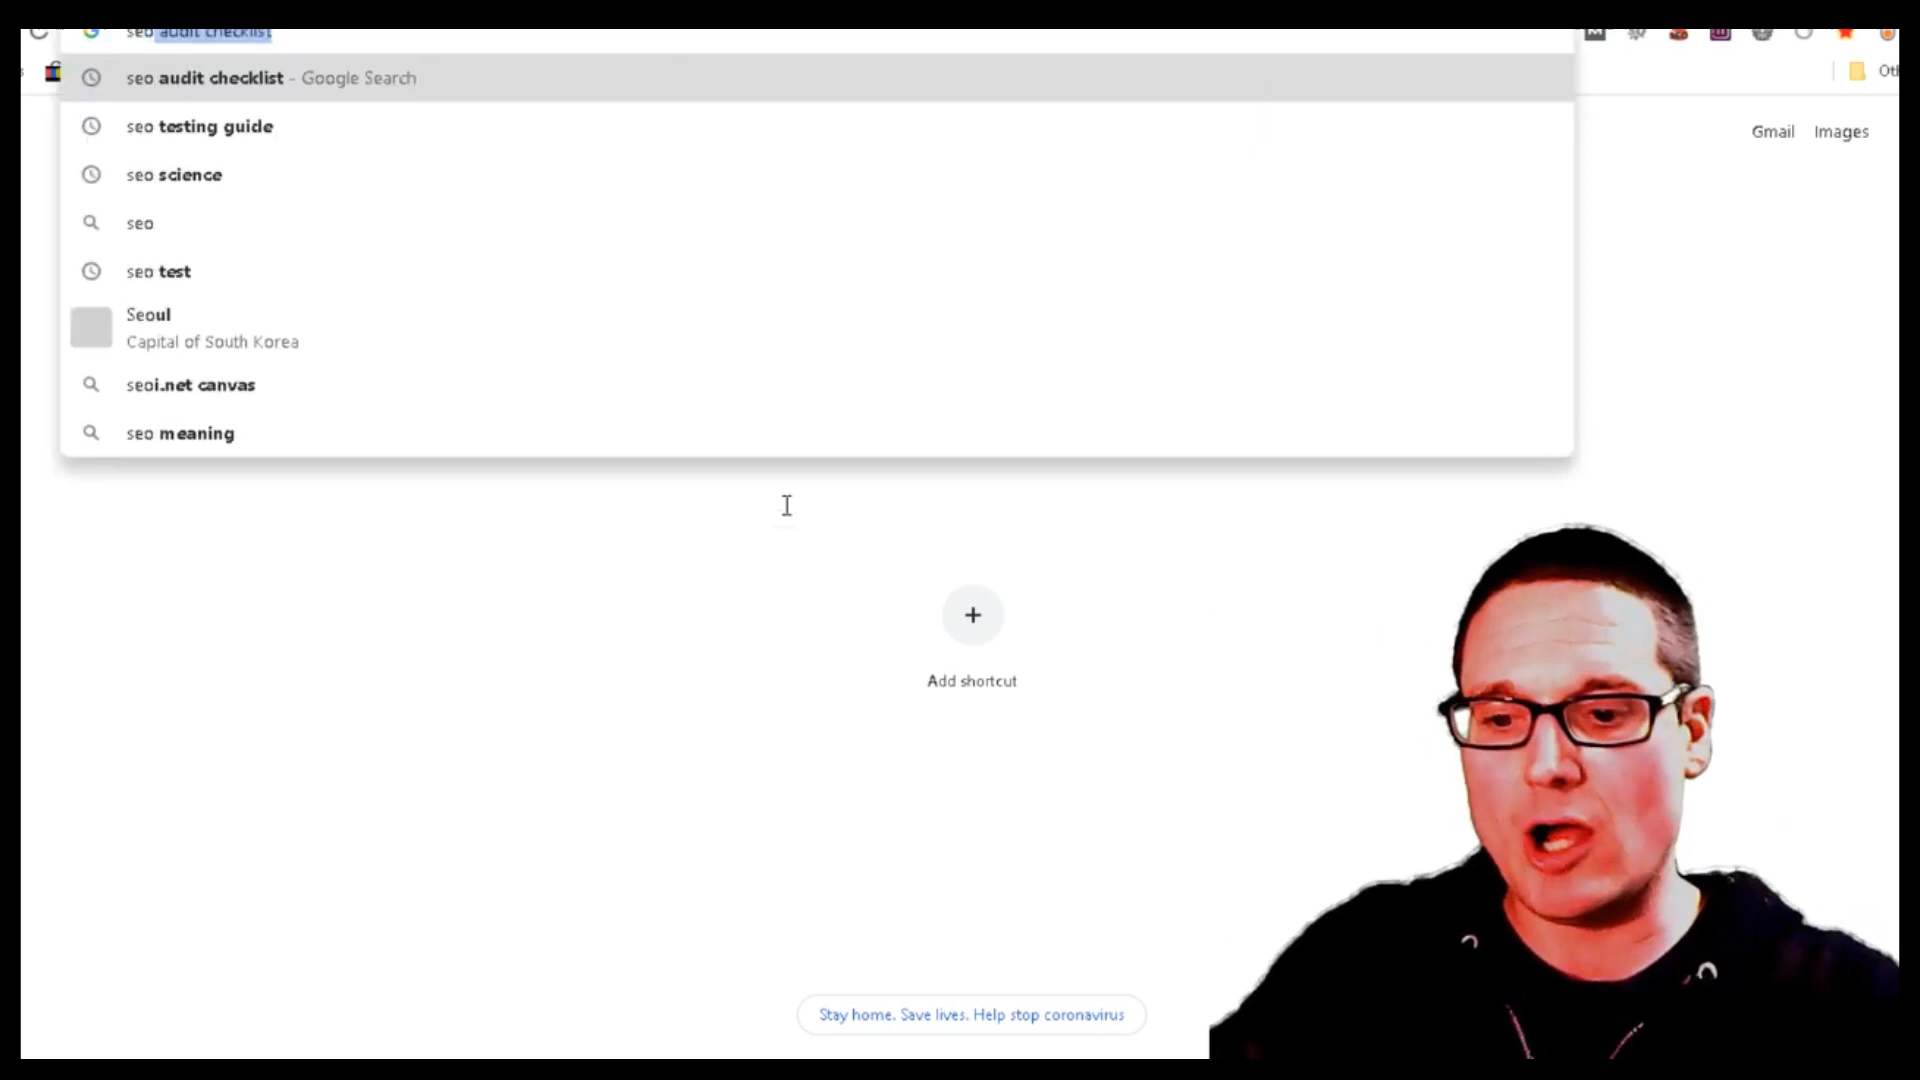 seo audit checklist
Oth
seo audit checklist - Google Search
Gmail Images
seo testing guide
seo science
seo
seo test
Seoul
Capital of South Korea
seoi.net canvas
seo meaning
+
Add shortcut
Stay home. Save lives. Help stop coronavirus